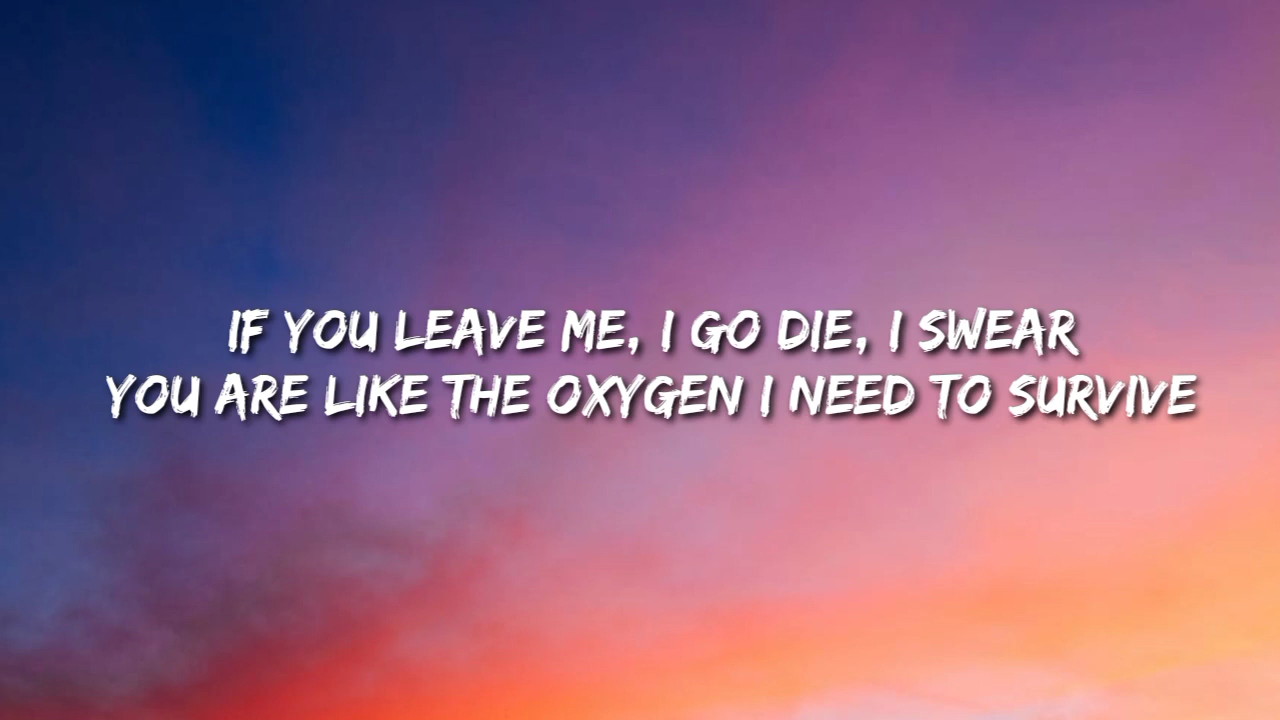 IF YOU LEAVE ME, I GO DIE, I SWEAR
YOU ARE LIKE THE OXYGEN I NEED TO SURVIVE